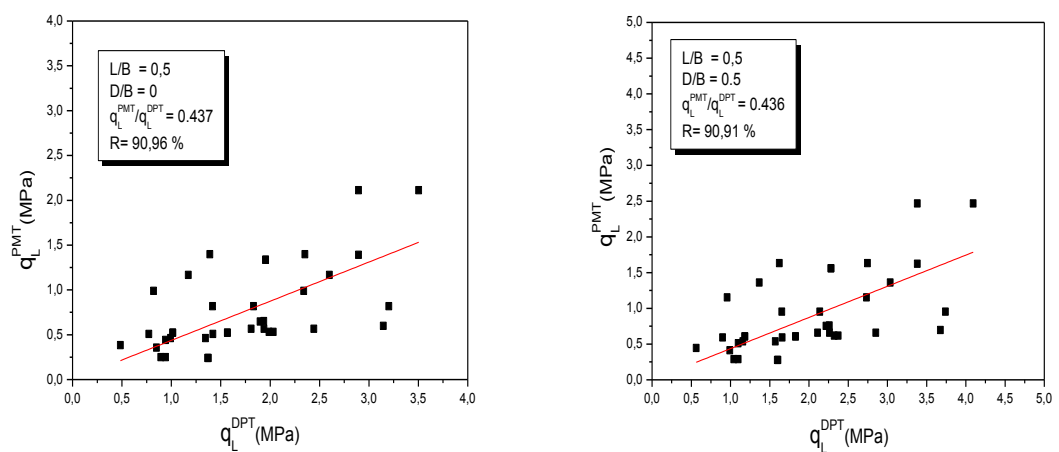 4,0
3,5
3,0
2,5
2,0
1,5
1,0
0,5
0,0
q_L^PMT (MPa)
L/B = 0,5
D/B = 0
q_L^PMT/q_L^DPT = 0.437
R= 90,96 %
0,0 0,5 1,0 1,5 2,0 2,5 3,0 3,5 4,0
q_L^DPT (MPa)
5,0
4,5
4,0
3,5
3,0
2,5
2,0
1,5
1,0
0,5
0,0
q_L^PMT (MPa)
L/B = 0,5
D/B = 0.5
q_L^PMT/q_L^DPT = 0.436
R= 90,91 %
0,0 0,5 1,0 1,5 2,0 2,5 3,0 3,5 4,0 4,5 5,0
q_L^DPT (MPa)